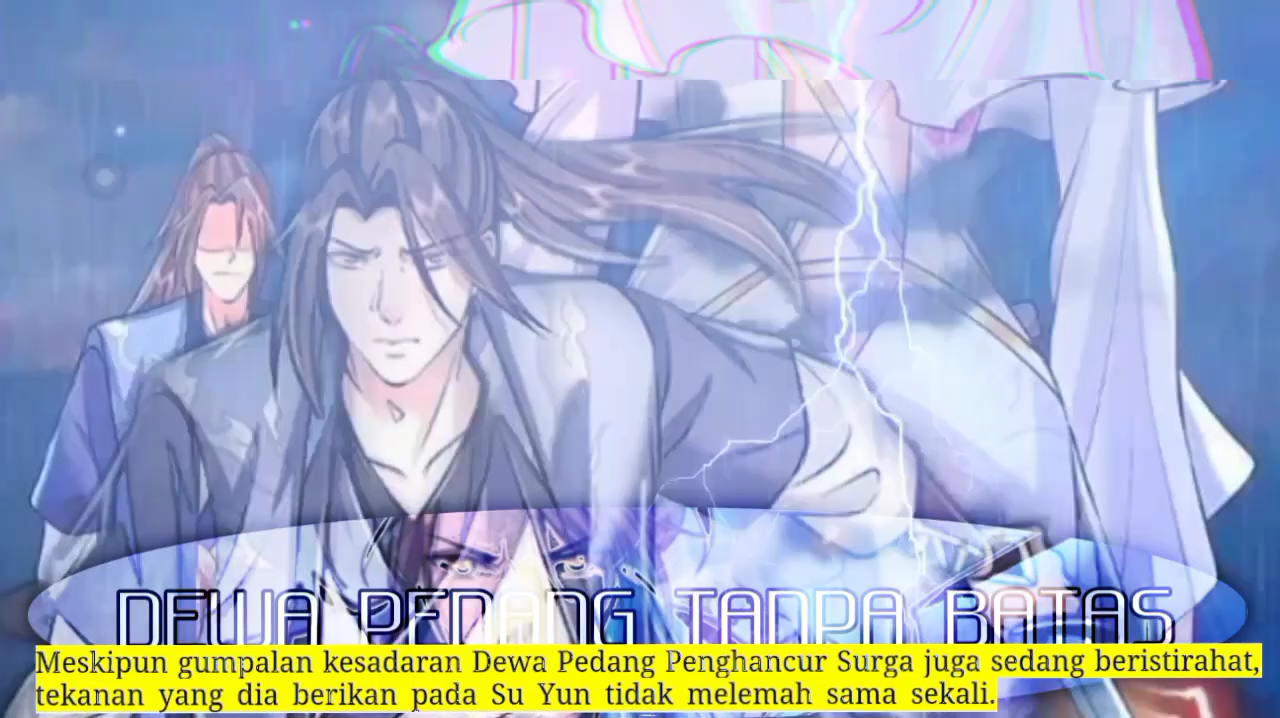 DEWA PEDANG TANPA BATAS
Meskipun gumpalan kesadaran Dewa Pedang Penghancur Surga juga sedang beristirahat,
tekanan yang dia berikan pada Su Yun tidak melemah sama sekali.